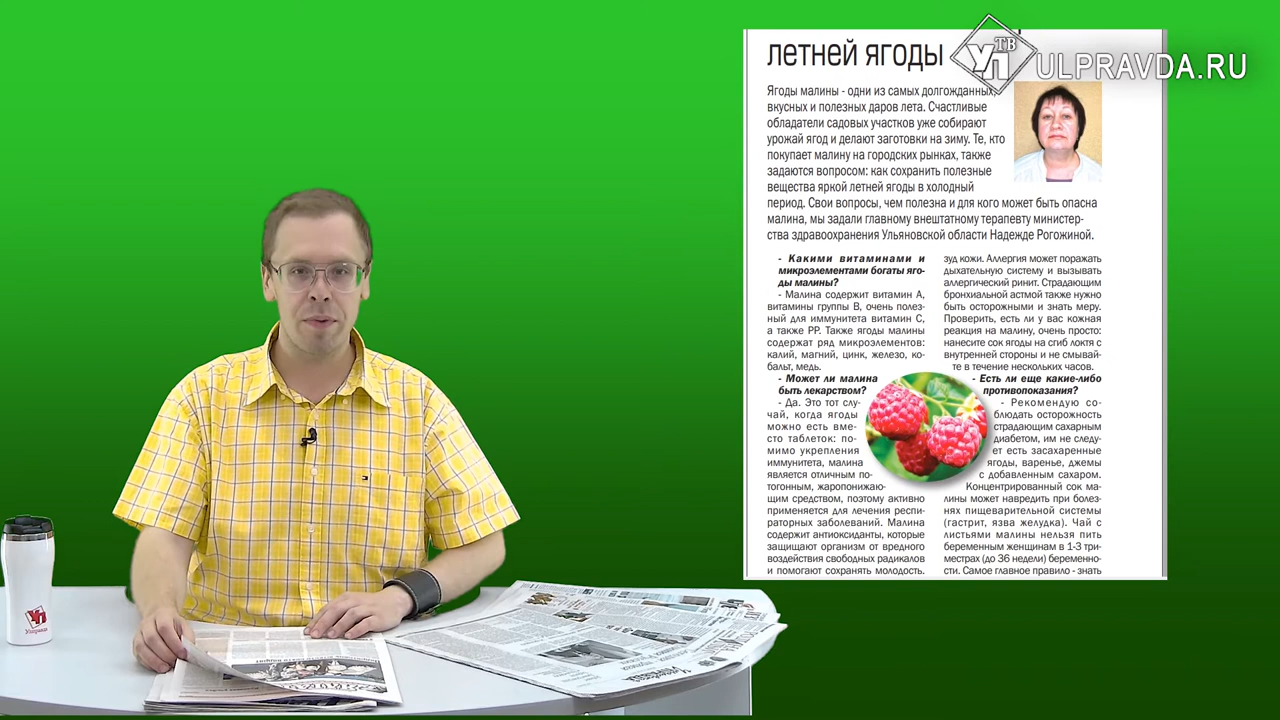 летней ягоды
УП ТВ
ULPRAVDA.RU
Ягоды малины - одни из самых долгожданных,
вкусных и полезных даров лета. Счастливые
обладатели садовых участков уже собирают
урожай ягод и делают заготовки на зиму. Те, кто
покупает малину на городских рынках, также
задаются вопросом: как сохранить полезные
вещества яркой летней ягоды в холодный
период. Свои вопросы, чем полезна и для кого может быть опасна
малина, мы задали главному внештатному терапевту министер-
ства здравоохранения Ульяновской области Надежде Рогожиной.
- Какими витаминами и
микроэлементами богаты яго-
ды малины?
- Малина содержит витамин А,
витамины группы В, очень полез-
ный для иммунитета витамин С,
а также РР. Также ягоды малины
содержат ряд микроэлементов:
калий, магний, цинк, железо, ко-
бальт, медь.
- Может ли малина
быть лекарством?
- Да. Это тот слу-
чай, когда ягоды
можно есть вме-
сто таблеток: по-
мимо укрепления
иммунитета, малина
является отличным по-
тогонным, жаропонижаю-
щим средством, поэтому активно
применяется для лечения респи-
раторных заболеваний. Малина
содержит антиоксиданты, которые
защищают организм от вредного
воздействия свободных радикалов
и помогают сохранять молодость.
зуд кожи. Аллергия может поражать
дыхательную систему и вызывать
аллергический ринит. Страдающим
бронхиальной астмой также нужно
быть осторожными и знать меру.
Проверить, есть ли у вас кожная
реакция на малину, очень просто:
нанесите сок ягоды на сгиб локтя с
внутренней стороны и не смывай-
те в течение нескольких часов.
- Есть ли еще какие-либо
противопоказания?
- Рекомендую со-
блюдать осторожность
страдающим сахарным
диабетом, им не следу-
ет есть засахаренные
ягоды, варенье, джемы
с добавленным сахаром.
Концентрированный сок ма-
лины может навредить при болез-
нях пищеварительной системы
(гастрит, язва желудка). Чай с
листьями малины нельзя пить
беременным женщинам в 1-3 три-
местрах (до 36 недели) беременно-
сти. Самое главное правило - знать
УП
Улправда